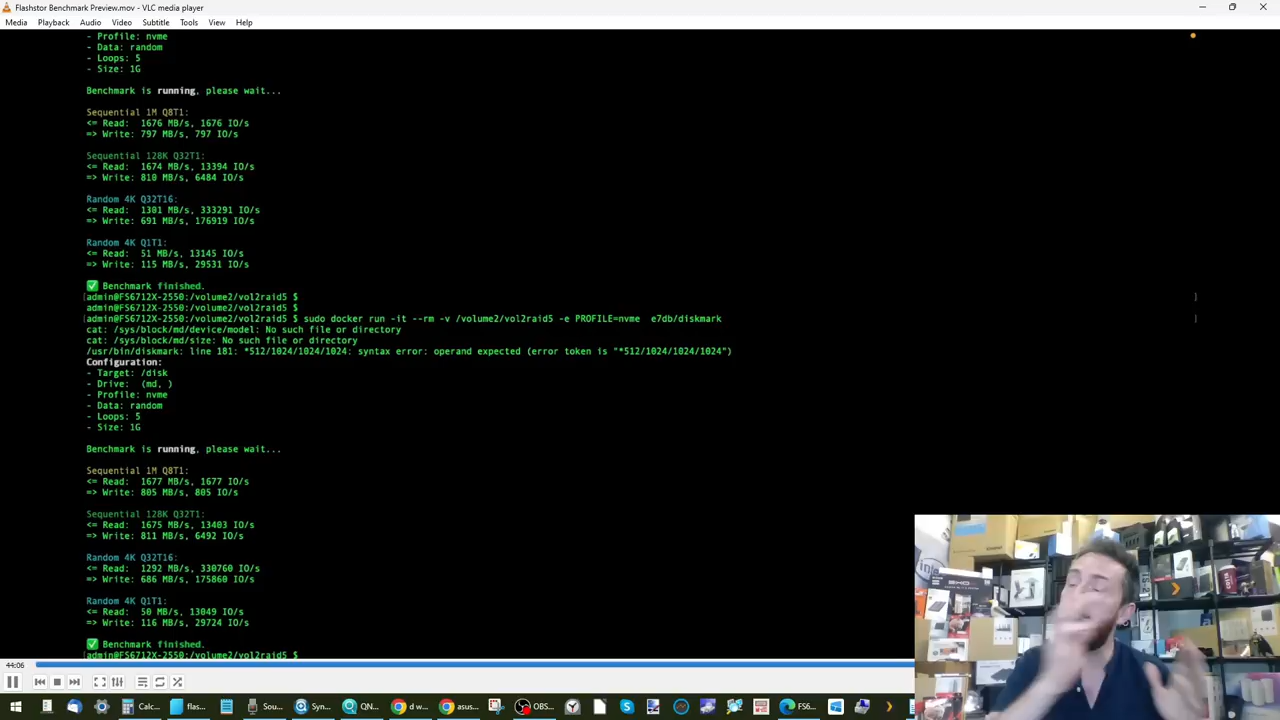 Flashstor Benchmark Preview.mov - VLC media player
Media Playback Audio Video Subtitle Tools View Help
- Profile: nvme
- Data: random
- Loops: 5
- Size: 1G
Benchmark is running, please wait...
Sequential 1M Q8T1:
<= Read: 1676 MB/s, 1676 IO/s
=> Write: 797 MB/s, 797 IO/s
Sequential 128K Q32T1:
<= Read: 1674 MB/s, 13394 IO/s
=> Write: 810 MB/s, 6484 IO/s
Random 4K Q32T16:
<= Read: 1301 MB/s, 333291 IO/s
=> Write: 691 MB/s, 176919 IO/s
Random 4K Q1T1:
<= Read: 51 MB/s, 13145 IO/s
=> Write: 115 MB/s, 29531 IO/s
✅ Benchmark finished.
[admin@FS6712X-2550:/volume2/vol2raid5 $ ]
admin@FS6712X-2550:/volume2/vol2raid5 $
[admin@FS6712X-2550:/volume2/vol2raid5 $ sudo docker run -it --rm -v /volume2/vol2raid5 -e PROFILE=nvme e7db/diskmark ]
cat: /sys/block/md/device/model: No such file or directory
cat: /sys/block/md/size: No such file or directory
/usr/bin/diskmark: line 181: *512/1024/1024/1024: syntax error: operand expected (error token is "*512/1024/1024/1024")
Configuration:
- Target: /disk
- Drive: (md, )
- Profile: nvme
- Data: random
- Loops: 5
- Size: 1G
Benchmark is running, please wait...
Sequential 1M Q8T1:
<= Read: 1677 MB/s, 1677 IO/s
=> Write: 805 MB/s, 805 IO/s
Sequential 128K Q32T1:
<= Read: 1675 MB/s, 13403 IO/s
=> Write: 811 MB/s, 6492 IO/s
Random 4K Q32T16:
<= Read: 1292 MB/s, 330760 IO/s
=> Write: 686 MB/s, 175860 IO/s
Random 4K Q1T1:
<= Read: 50 MB/s, 13049 IO/s
=> Write: 116 MB/s, 29724 IO/s
✅ Benchmark finished.
admin@FS6712X-2550:/volume2/vol2raid5 $
44:06
Calc... flas... Sou... Syn... QN... d w... asus... OBS... FS6...